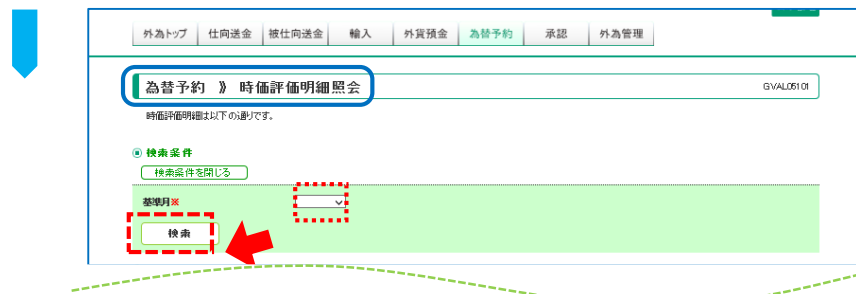 外為トップ 仕向送金 被仕向送金 輸入 外貨預金 為替予約 承認 外為管理
為替予約 》 時価評価明細照会 GVAL05101
時価評価明細は以下の通りです。
検索条件
検索条件を閉じる
基準月※
検索